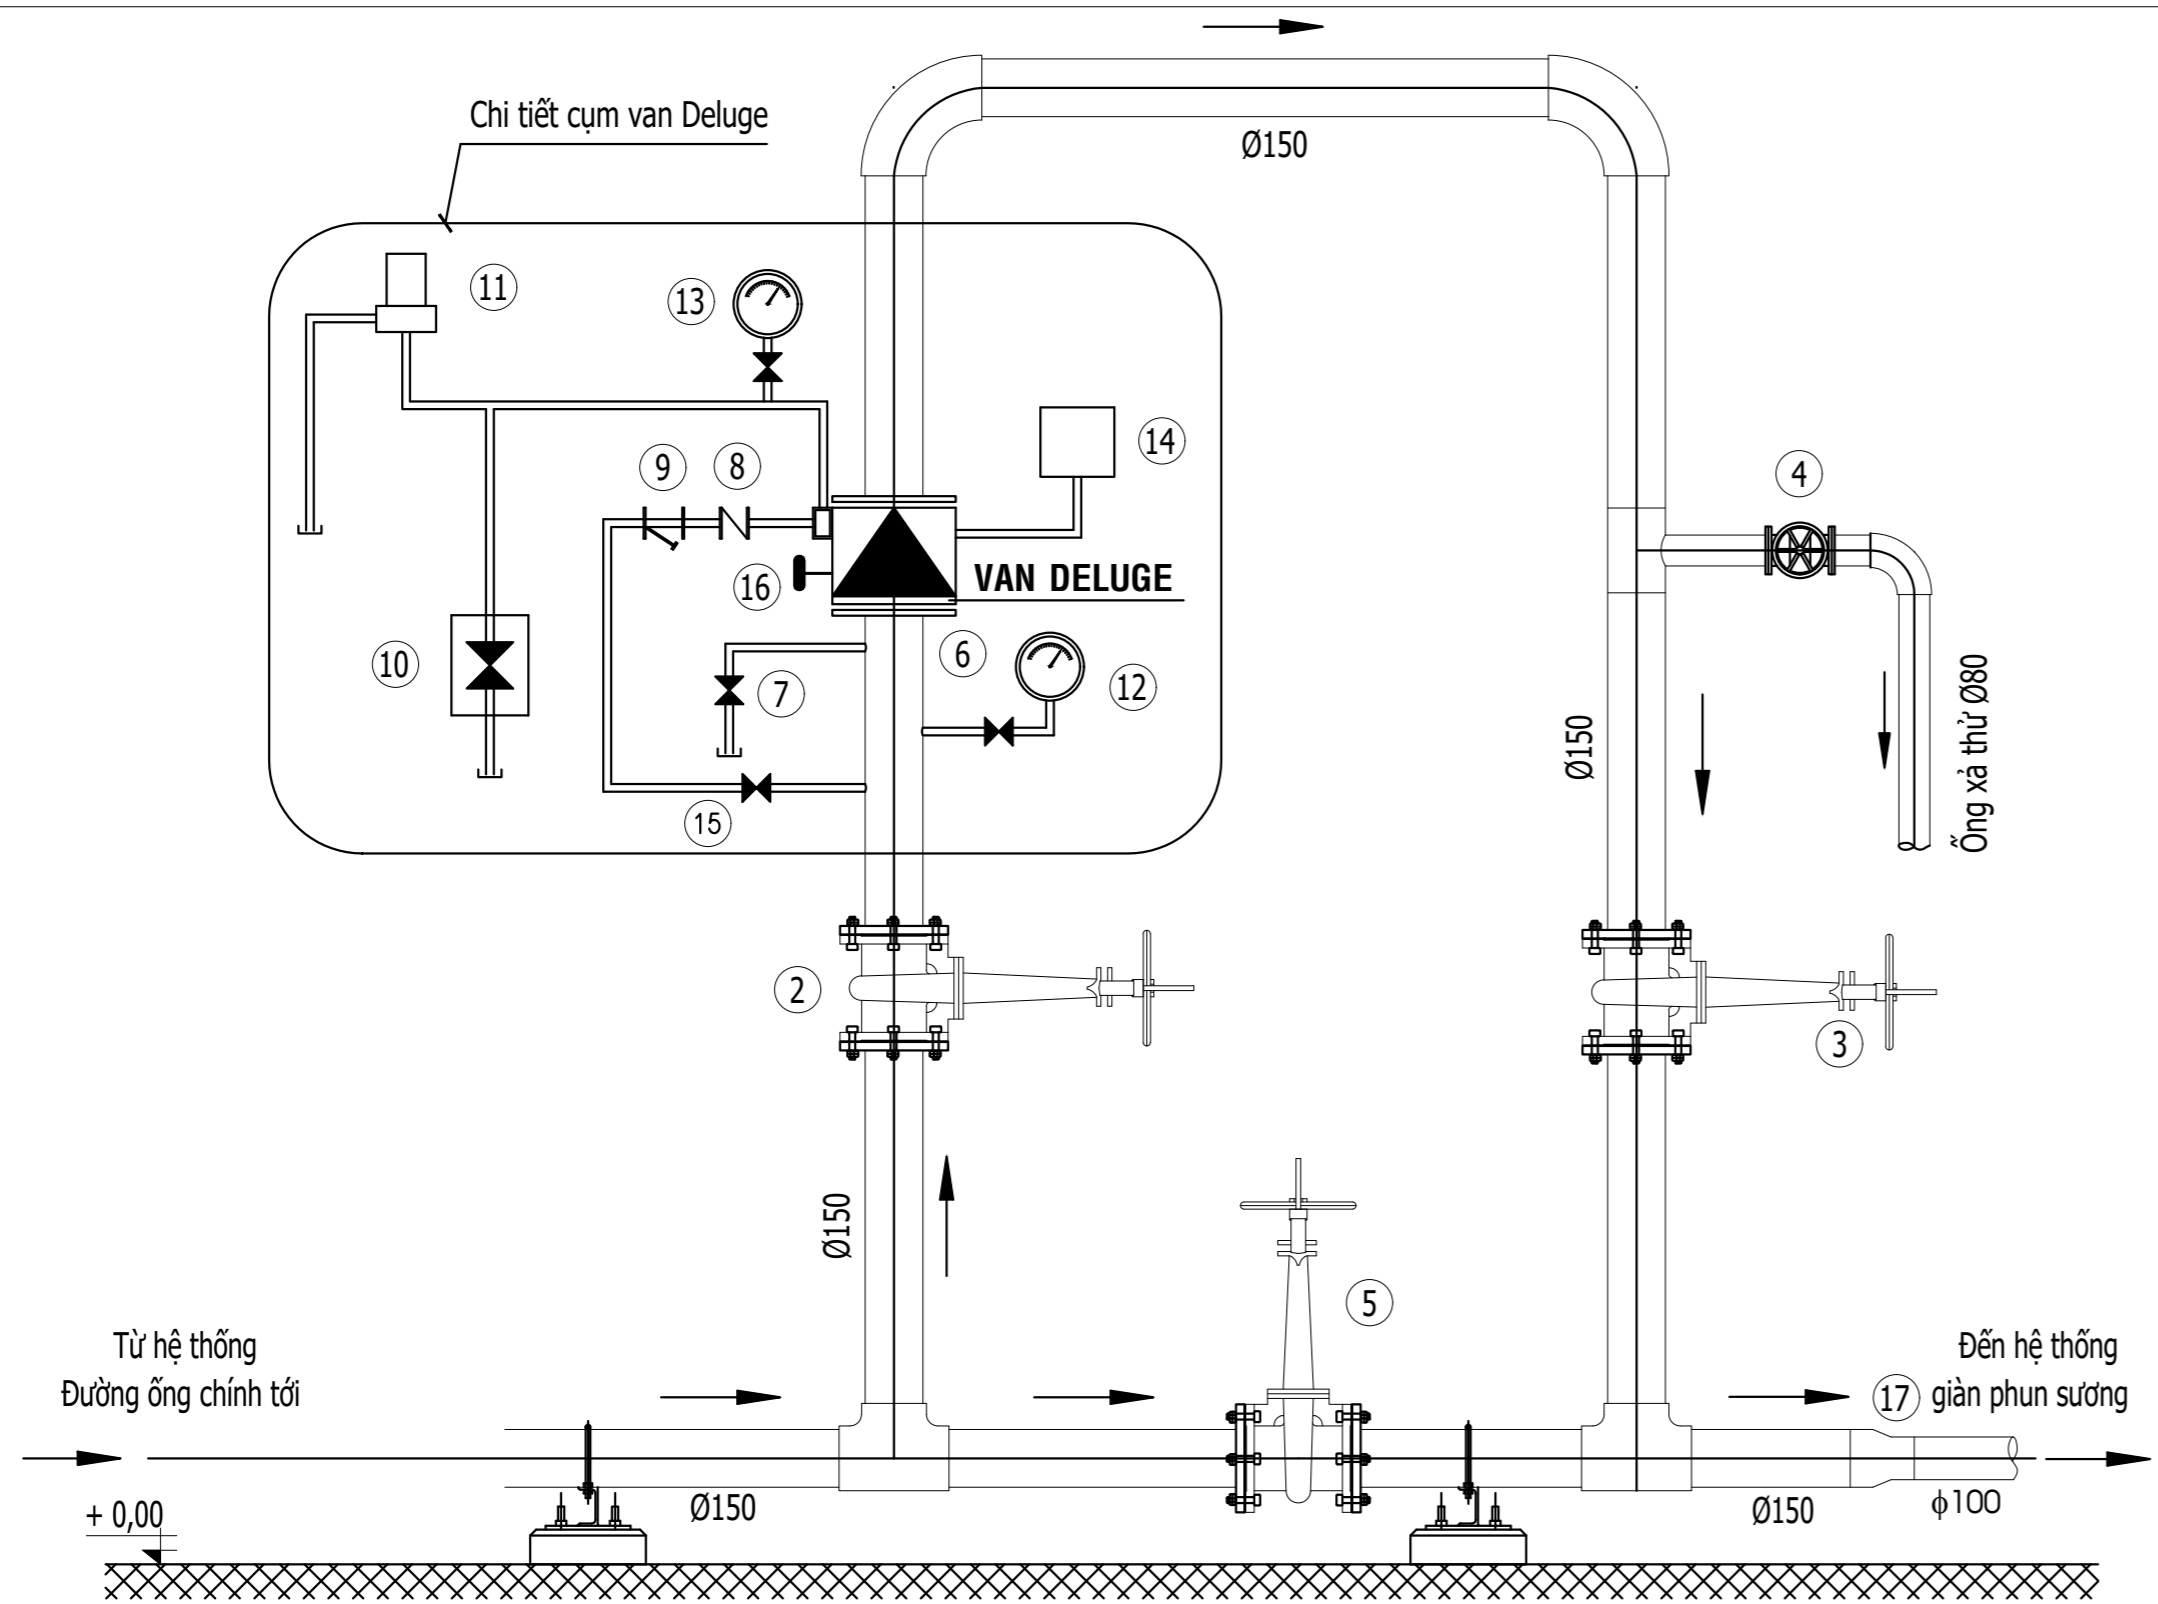 Ø150
Chi tiết cụm van Deluge
11
13
14
9
8
4
16
VAN DELUGE
10
7
6
12
15
Ø150
Ống xả thử Ø80
2
3
Ø150
5
Từ hệ thống
Đường ống chính tới
Đến hệ thống
17 giàn phun sương
+ 0,00
Ø150
Ø150
ϕ100